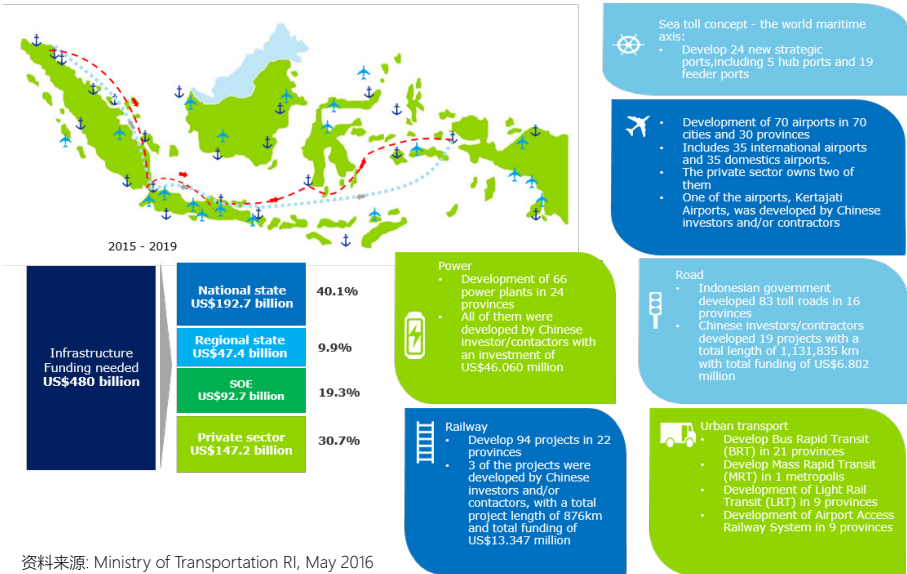 Sea toll concept - the world maritime
axis:
• Develop 24 new strategic
ports,including 5 hub ports and 19
feeder ports
• Development of 70 airports in 70
cities and 30 provinces
• Includes 35 international airports
and 35 domestics airports.
• The private sector owns two of
them
• One of the airports, Kertajati
Airports, was developed by Chinese
investors and/or contractors
2015 - 2019
Infrastructure
Funding needed
US$480 billion
National state
US$192.7 billion
40.1%
Regional state
US$47.4 billion
9.9%
SOE
US$92.7 billion
19.3%
Private sector
US$147.2 billion
30.7%
Power
• Development of 66
power plants in 24
provinces
• All of them were
developed by Chinese
investor/contactors with
an investment of
US$46.060 million
Road
• Indonesian government
developed 83 toll roads in 16
provinces
• Chinese investors/contractors
developed 19 projects with a
total length of 1,131,835 km
with total funding of US$6.802
million
Railway
• Develop 94 projects in 22
provinces
• 3 of the projects were
developed by Chinese
investors and/or
contactors, with a total
project length of 876km
and total funding of
US$13.347 million
Urban transport
• Develop Bus Rapid Transit
(BRT) in 21 provinces
• Develop Mass Rapid Transit
(MRT) in 1 metropolis
• Development of Light Rail
Transit (LRT) in 9 provinces
• Development of Airport Access
Railway System in 9 provinces
资料来源: Ministry of Transportation RI, May 2016